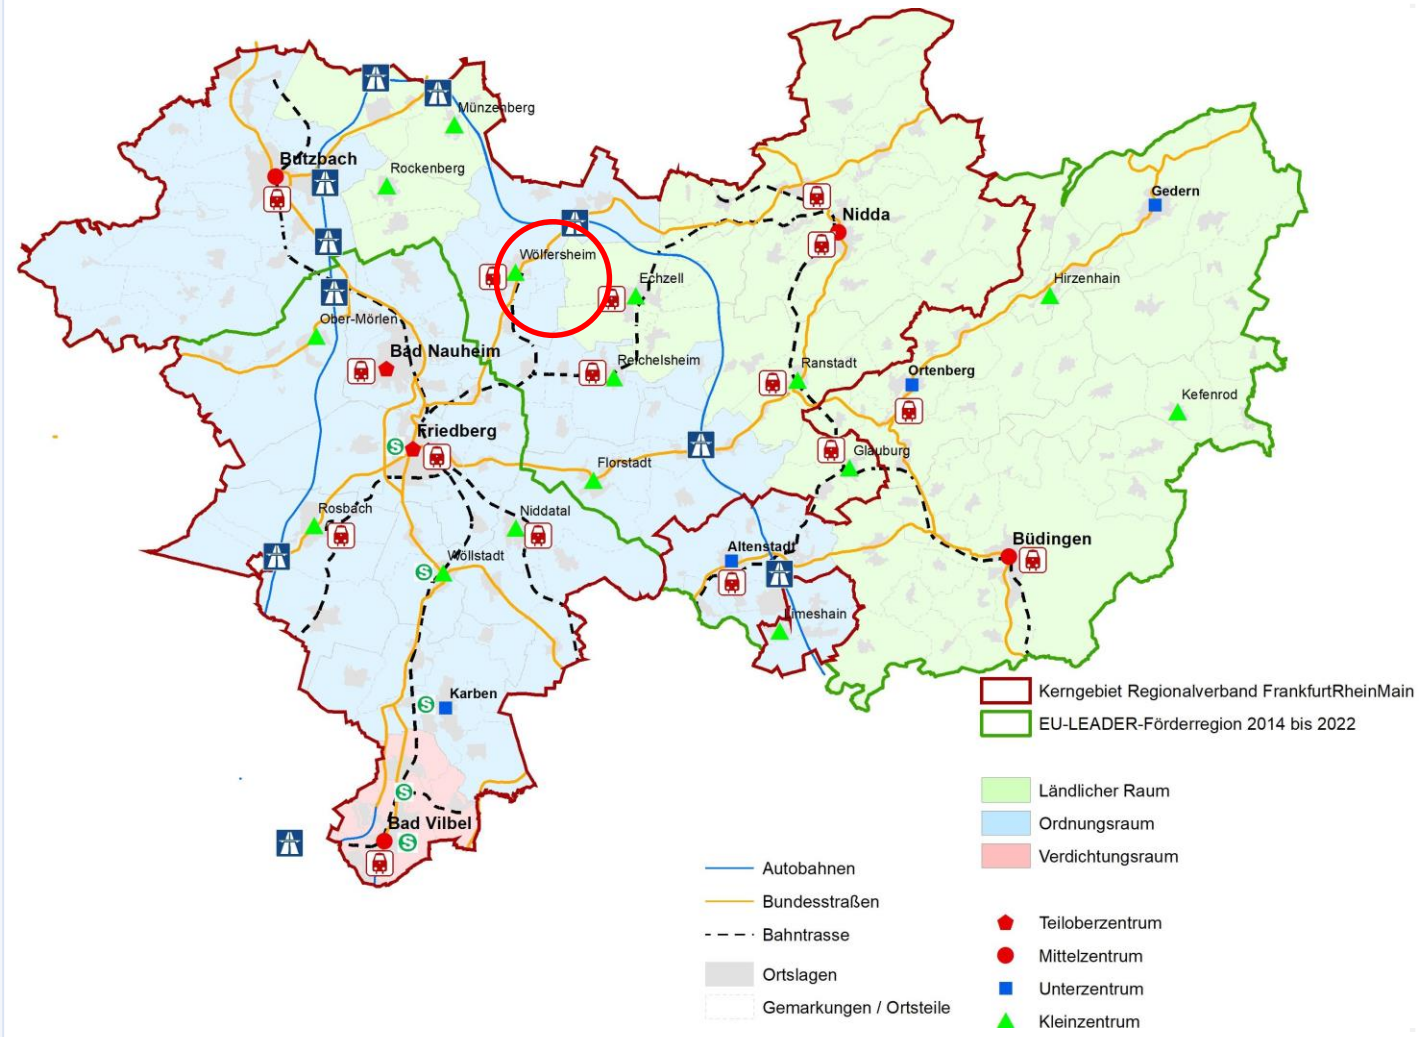 Münzenberg
Butzbach
Rockenberg
Gedern
Nidda
Wölfersheim
Echzell
Hirzenhain
Ober-Mörlen
Bad Nauheim
Reichelsheim
Ranstadt
Ortenberg
Kefenrod
Friedberg
Florstadt
Glauburg
Rosbach
Niddatal
Altenstadt
Büdingen
Wöllstadt
Limeshain
Karben
Bad Vilbel
S
S
S
S
S
Kerngebiet Regionalverband FrankfurtRheinMain
EU-LEADER-Förderregion 2014 bis 2022
Ländlicher Raum
Ordnungsraum
Verdichtungsraum
Autobahnen
Bundesstraßen
Bahntrasse
Ortslagen
Gemarkungen / Ortsteile
Teiloberzentrum
Mittelzentrum
Unterzentrum
Kleinzentrum